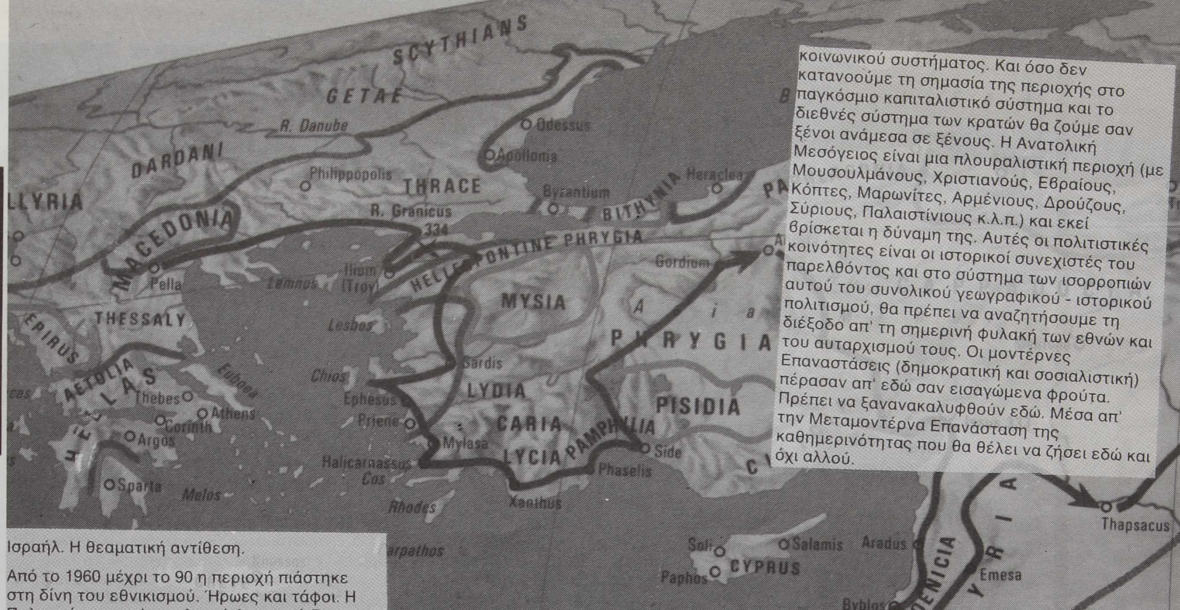 SCYTHIANS
GETAE
R. Danube
Odessus
DARDANI
Apollonia
Philippopolis
THRACE
Byzantium
Heraclea
BITHYNIA
PA
LLYRIA
R. Granicus
334
MACEDONIA
HELLESPONTINE PHRYGIA
Gordium
Pella
Lemnos
Ilium
(Troy)
MYSIA
A i a
THESSALY
Lesbos
PHRYGIA
EPIRUS
Sardis
AETOLIA
Euboea
Chios
LYDIA
HELLAS
Thebes
Ephesus
PISIDIA
Athens
Corinth
Priene
CARIA
Argos
Mylasa
LYCIA
PAMPHYLIA
Side
Halicarnassus
Phaselis
Cos
Sparta
Melos
Xanthus
Rhodes
Thapsacus
arpathos
Soli
Salamis
Aradus
Paphos
CYPRUS
ENICIA
YRIA
Emesa
Byblos
κοινωνικού συστήματος. Και όσο δεν
κατανοούμε τη σημασία της περιοχής στο
παγκόσμιο καπιταλιστικό σύστημα και το
διεθνές σύστημα των κρατών θα ζούμε σαν
ξένοι ανάμεσα σε ξένους. Η Ανατολική
Μεσόγειος είναι μια πλουραλιστική περιοχή (με
Μουσουλμάνους, Χριστιανούς, Εβραίους,
Κόπτες, Μαρωνίτες, Αρμένιους, Δρούζους,
Σύριους, Παλαιστίνιους κ.λ.π.) και εκεί
βρίσκεται η δύναμη της. Αυτές οι πολιτιστικές
κοινότητες είναι οι ιστορικοί συνεχιστές του
παρελθόντος και στο σύστημα των ισορροπιών
αυτού του συνολικού γεωγραφικού - ιστορικού
πολιτισμού, θα πρέπει να αναζητήσουμε τη
διέξοδο απ' τη σημερινή φυλακή των εθνών και
του αυταρχισμού τους. Οι μοντέρνες
Επαναστάσεις (δημοκρατική και σοσιαλιστική)
πέρασαν απ' εδώ σαν εισαγώμενα φρούτα.
Πρέπει να ξανανακαλυφθούν εδώ. Μέσα απ'
την Μεταμοντέρνα Επανάσταση της
καθημερινότητας που θα θέλει να ζήσει εδώ και
όχι αλλού.
Ισραήλ. Η θεαματική αντίθεση.
Από το 1960 μέχρι το 90 η περιοχή πιάστηκε
στη δίνη του εθνικισμού. Ήρωες και τάφοι. Η